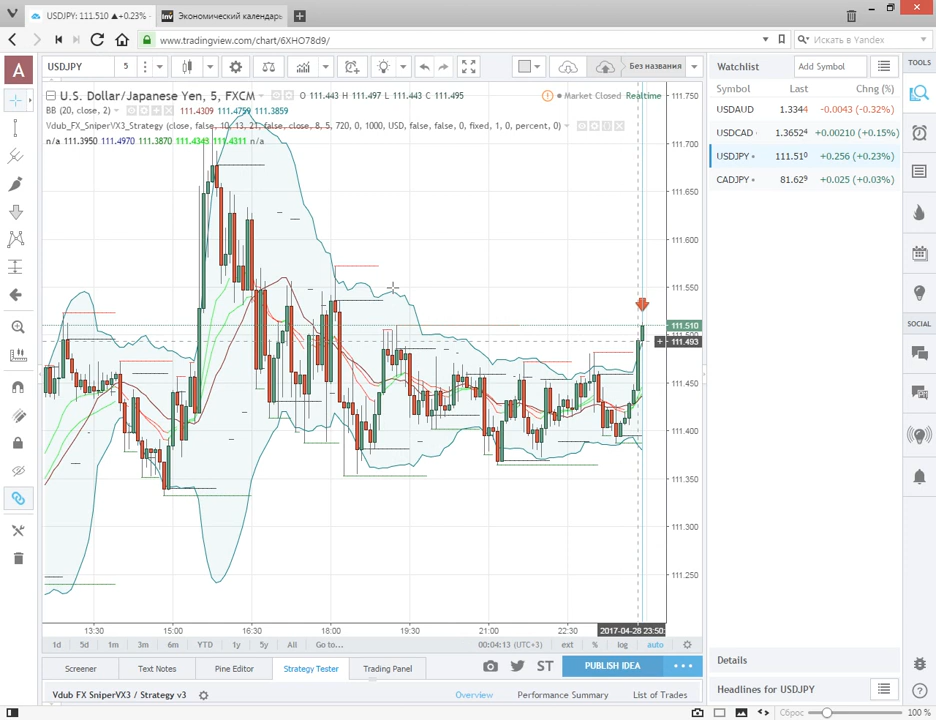 USDJPY: 111.510 ▲+0.23% -
Экономический календарь
www.tradingview.com/chart/6XHO78d9/
Искать в Yandex
A
USDJPY 5
Без названия
Watchlist Add Symbol
TOOLS
U.S. Dollar/Japanese Yen, 5, FXCM O 111.443 H 111.497 L 111.443 C 111.495
Market Closed Realtime
BB (20, close, 2) 111.4309 111.4759 111.3859
Vdub_FX_SniperVX3_Strategy (close, false, 10, 13, 21, false, close, 8, 5, 720, 0, 1000, USD, false, false, 0, fixed, 1, 0, percent, 0)
n/a 111.3950 111.4970 111.3870 111.4343 111.4311 n/a
Symbol Last Chng (%)
USDAUD 1.3344 -0.0043 (-0.32%)
USDCAD 1.36524 +0.00210 (+0.15%)
USDJPY 111.510 +0.256 (+0.23%)
CADJPY 81.629 +0.025 (+0.03%)
111.750
111.700
111.650
111.600
111.550
111.510
111.493
111.450
111.400
111.350
111.300
111.250
SOCIAL
13:30 15:00 16:30 18:00 19:30 21:00 22:30 2017-04-28 23:50
1d 5d 1m 3m 6m YTD 1y 5y All Go to... 00:04:13 (UTC+3) ext % log auto
Screener Text Notes Pine Editor Strategy Tester Trading Panel ST PUBLISH IDEA
Details
Vdub FX SniperVX3 / Strategy v3 Overview Performance Summary List of Trades
Headlines for USDJPY
Сброс 100 %